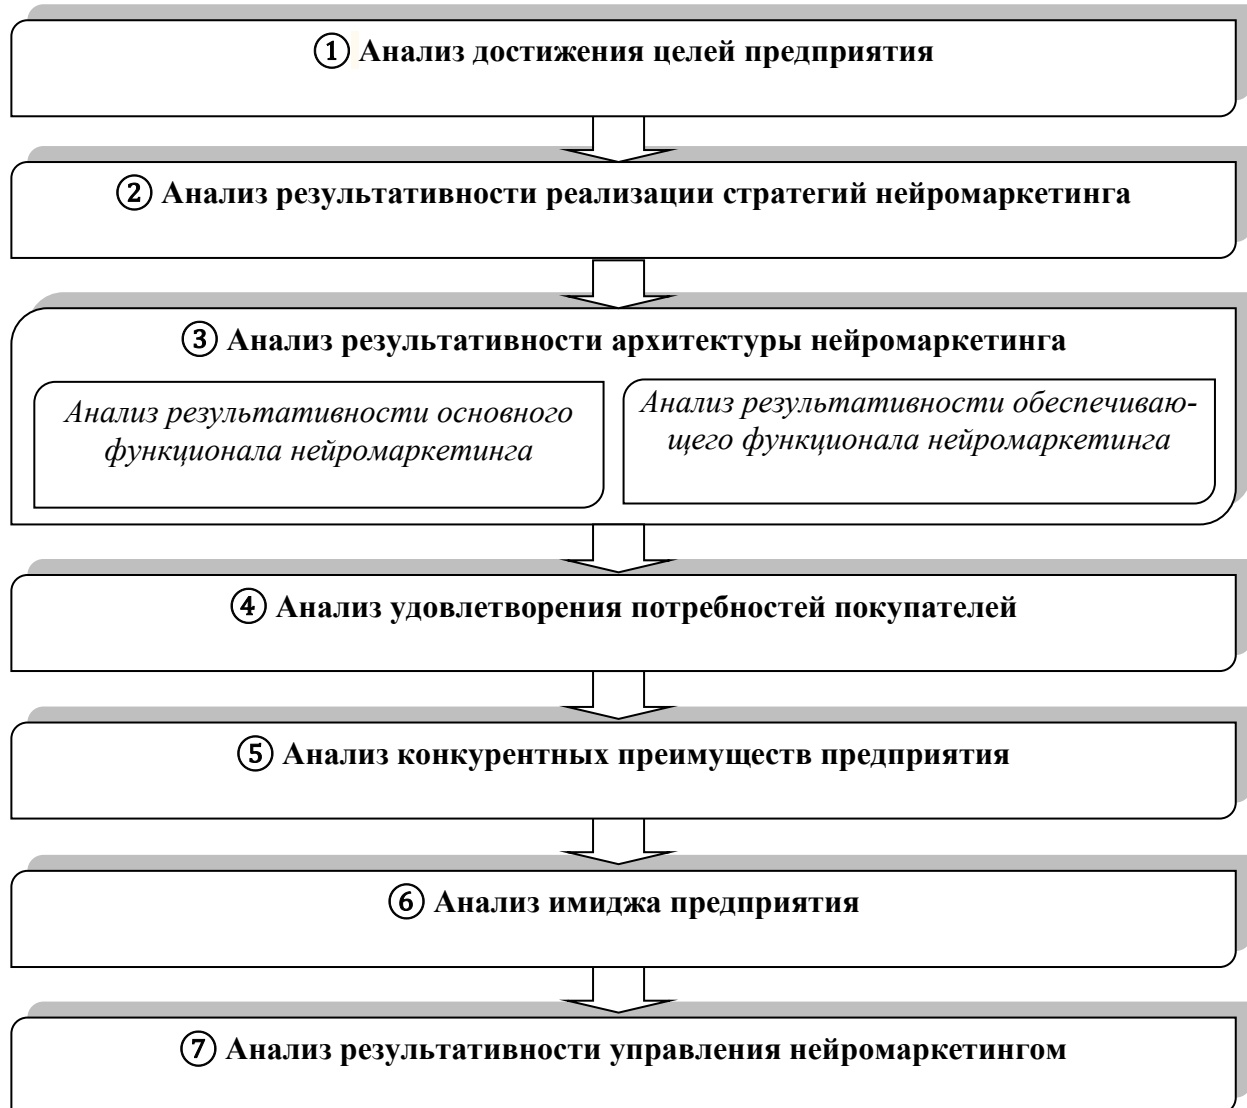 ① Анализ достижения целей предприятия
② Анализ результативности реализации стратегий нейромаркетинга
③ Анализ результативности архитектуры нейромаркетинга
Анализ результативности основного
функционала нейромаркетинга
Анализ результативности обеспечиваю-
щего функционала нейромаркетинга
④ Анализ удовлетворения потребностей покупателей
⑤ Анализ конкурентных преимуществ предприятия
⑥ Анализ имиджа предприятия
⑦ Анализ результативности управления нейромаркетингом